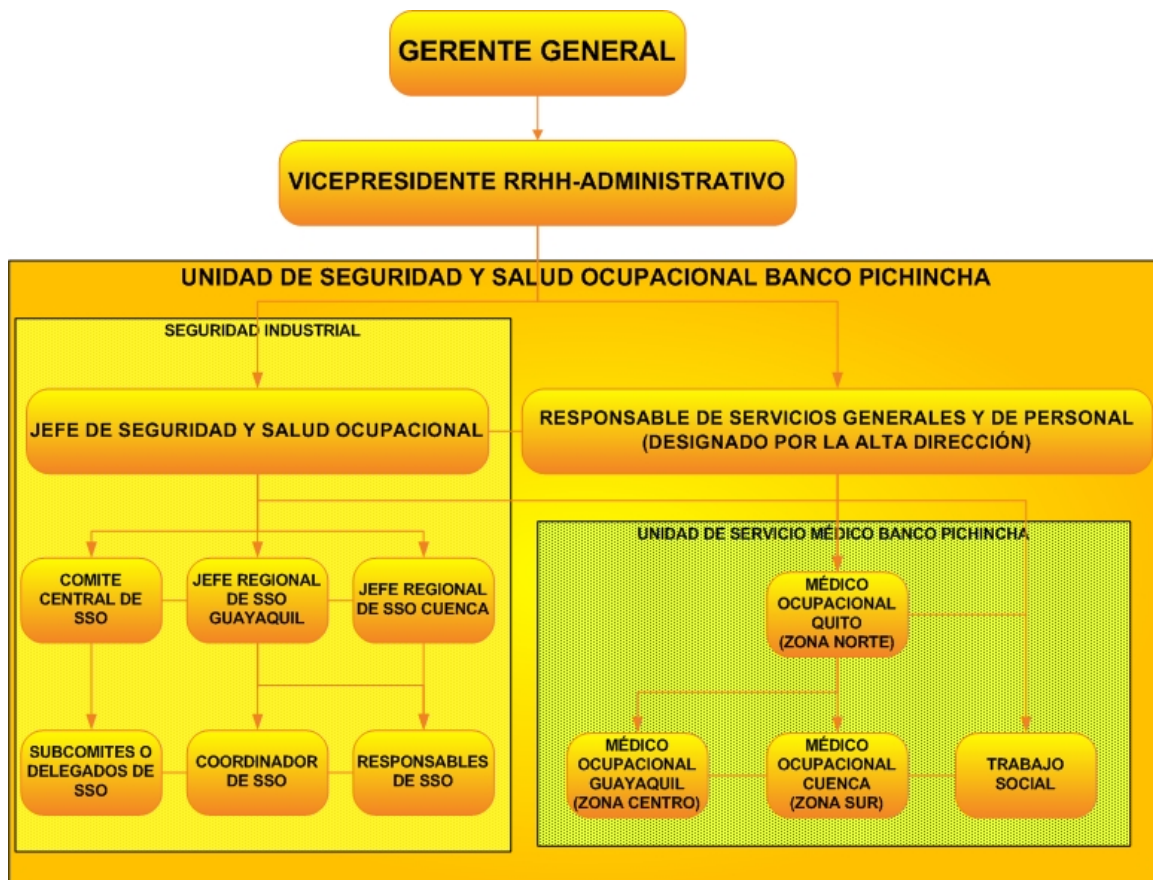 GERENTE GENERAL
VICEPRESIDENTE RRHH-ADMINISTRATIVO
UNIDAD DE SEGURIDAD Y SALUD OCUPACIONAL BANCO PICHINCHA
SEGURIDAD INDUSTRIAL
JEFE DE SEGURIDAD Y SALUD OCUPACIONAL
RESPONSABLE DE SERVICIOS GENERALES Y DE PERSONAL
(DESIGNADO POR LA ALTA DIRECCIÓN)
COMITE
CENTRAL DE
SSO
JEFE REGIONAL
DE SSO
GUAYAQUIL
JEFE REGIONAL
DE SSO CUENCA
SUBCOMITES O
DELEGADOS DE
SSO
COORDINADOR
DE SSO
RESPONSABLES
DE SSO
UNIDAD DE SERVICIO MÉDICO BANCO PICHINCHA
MÉDICO
OCUPACIONAL
QUITO
(ZONA NORTE)
MÉDICO
OCUPACIONAL
GUAYAQUIL
(ZONA CENTRO)
MÉDICO
OCUPACIONAL
CUENCA
(ZONA SUR)
TRABAJO
SOCIAL